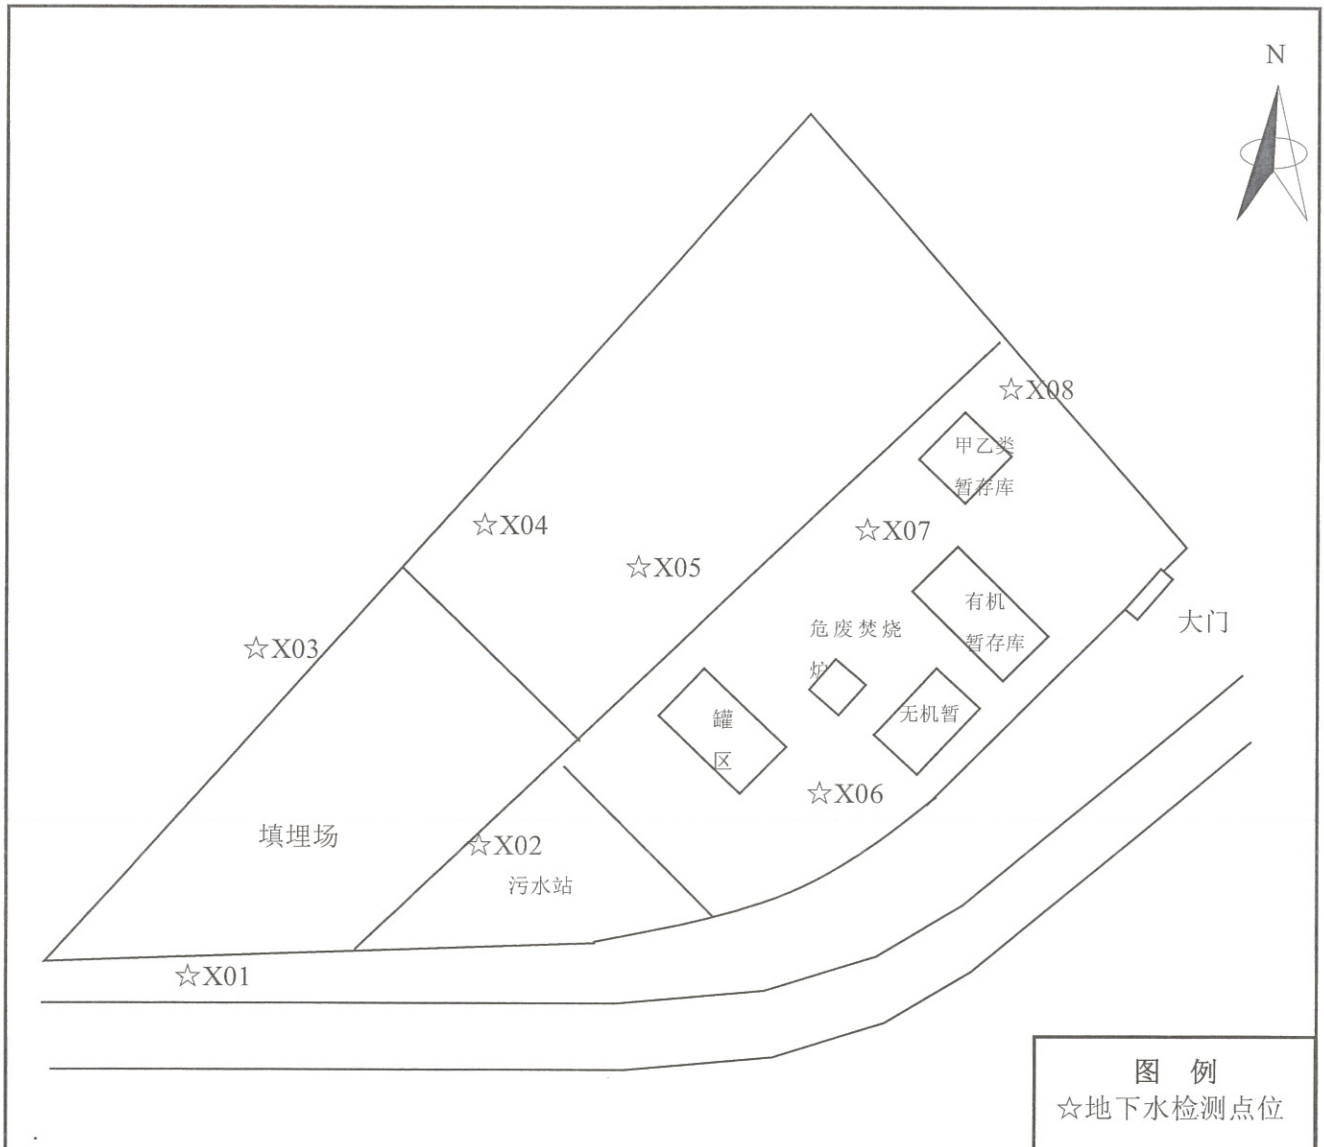 N
☆X08
甲乙类
暂存库
☆X04
☆X07
☆X05
有机
暂存库
危废焚烧
炉
大门
☆X03
罐
区
无机暂
☆X06
填埋场
☆X02
污水站
☆X01
图 例
☆地下水检测点位